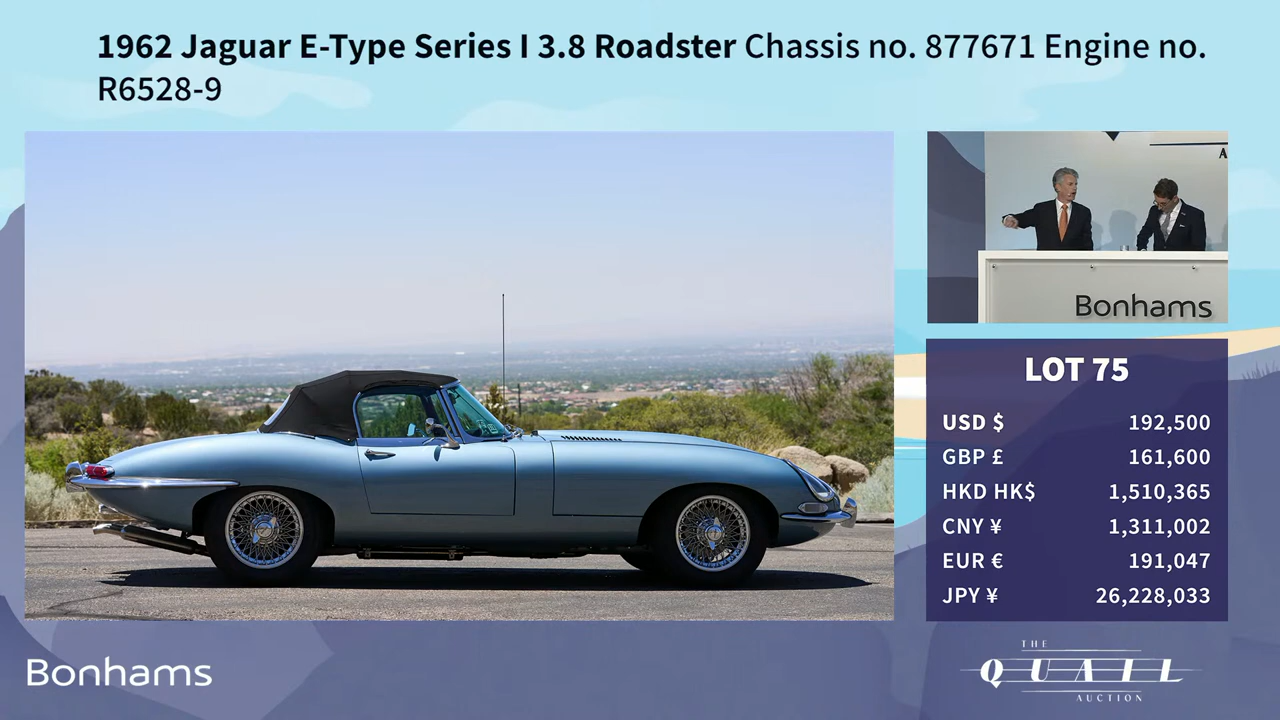 1962 Jaguar E-Type Series I 3.8 Roadster Chassis no. 877671 Engine no.
R6528-9
A
Bonhams
LOT 75
USD $ 192,500
GBP £ 161,600
HKD HK$ 1,510,365
CNY ¥ 1,311,002
EUR € 191,047
JPY ¥ 26,228,033
Bonhams
THE
QUAIL
AUCTION